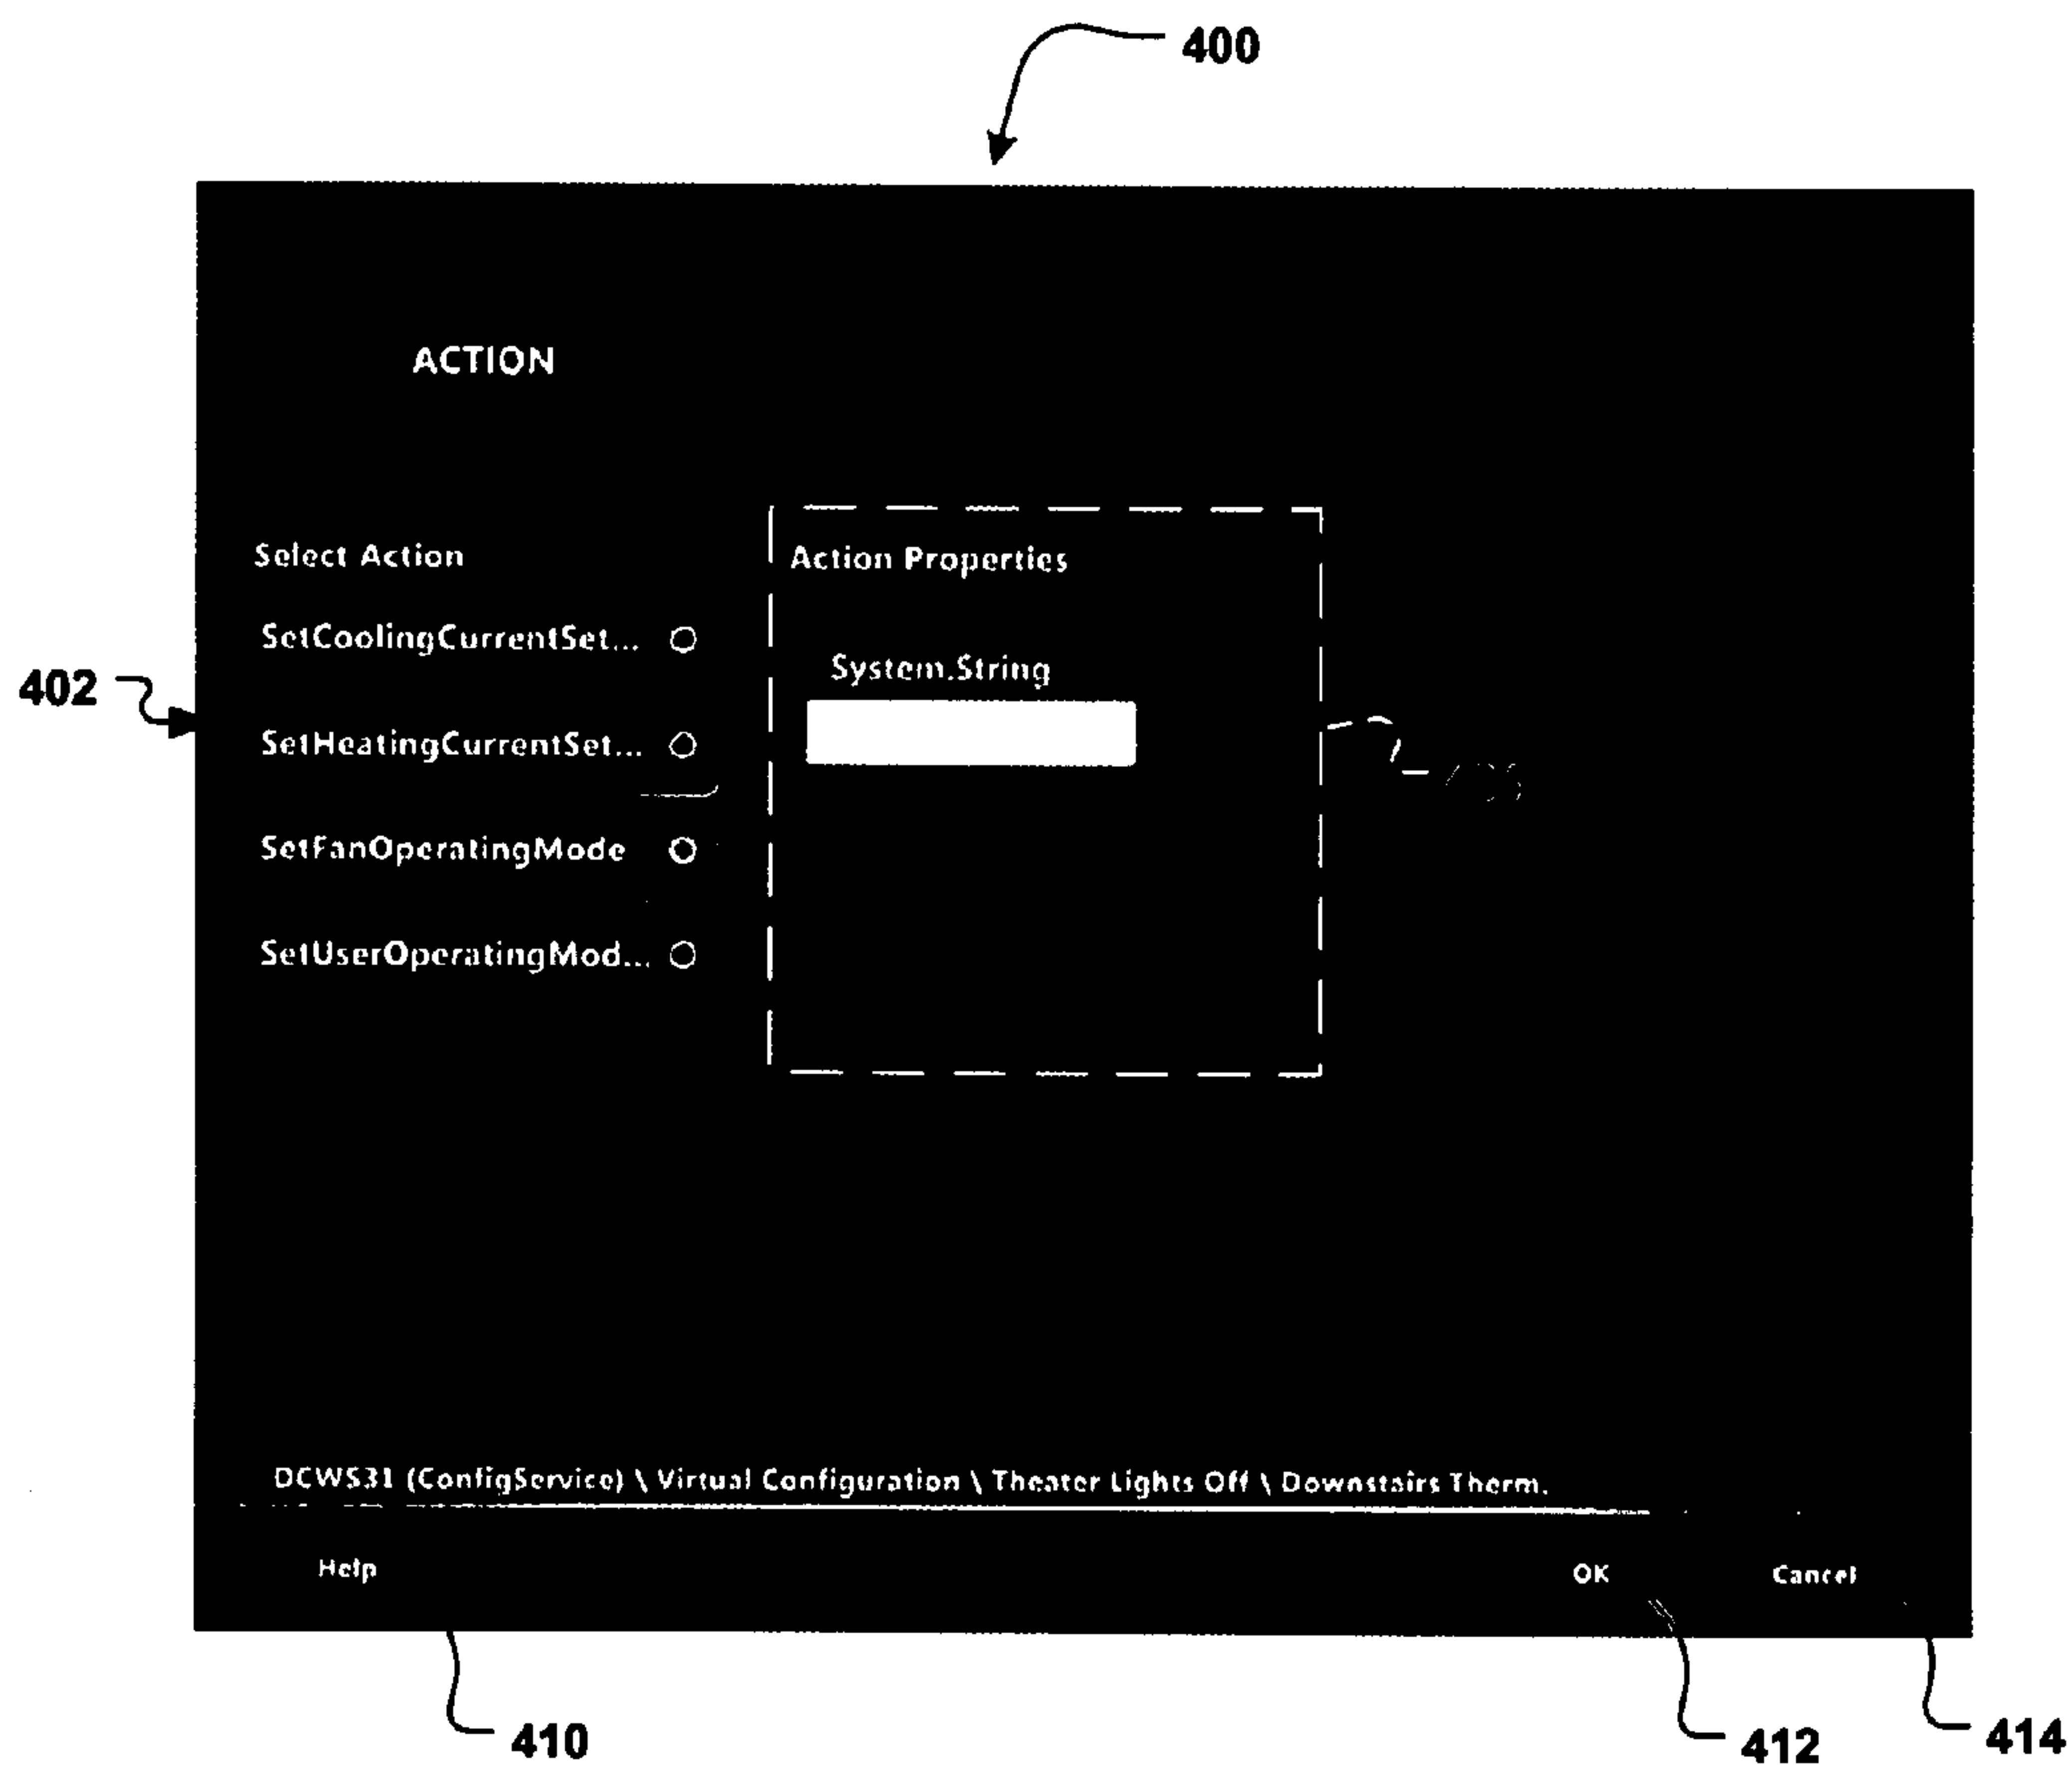 400
ACTION
Select Action
Action Properties
SetCoolingCurrentSet...
System.String
402
SetHeatingCurrentSet...
SetFanOperatingMode
SetUserOperatingMod...
DCWS31 (ConfigService) \ Virtual Configuration \ Theater Lights Off \ Downstairs Therm.
Help
OK
Cancel
410
412
414